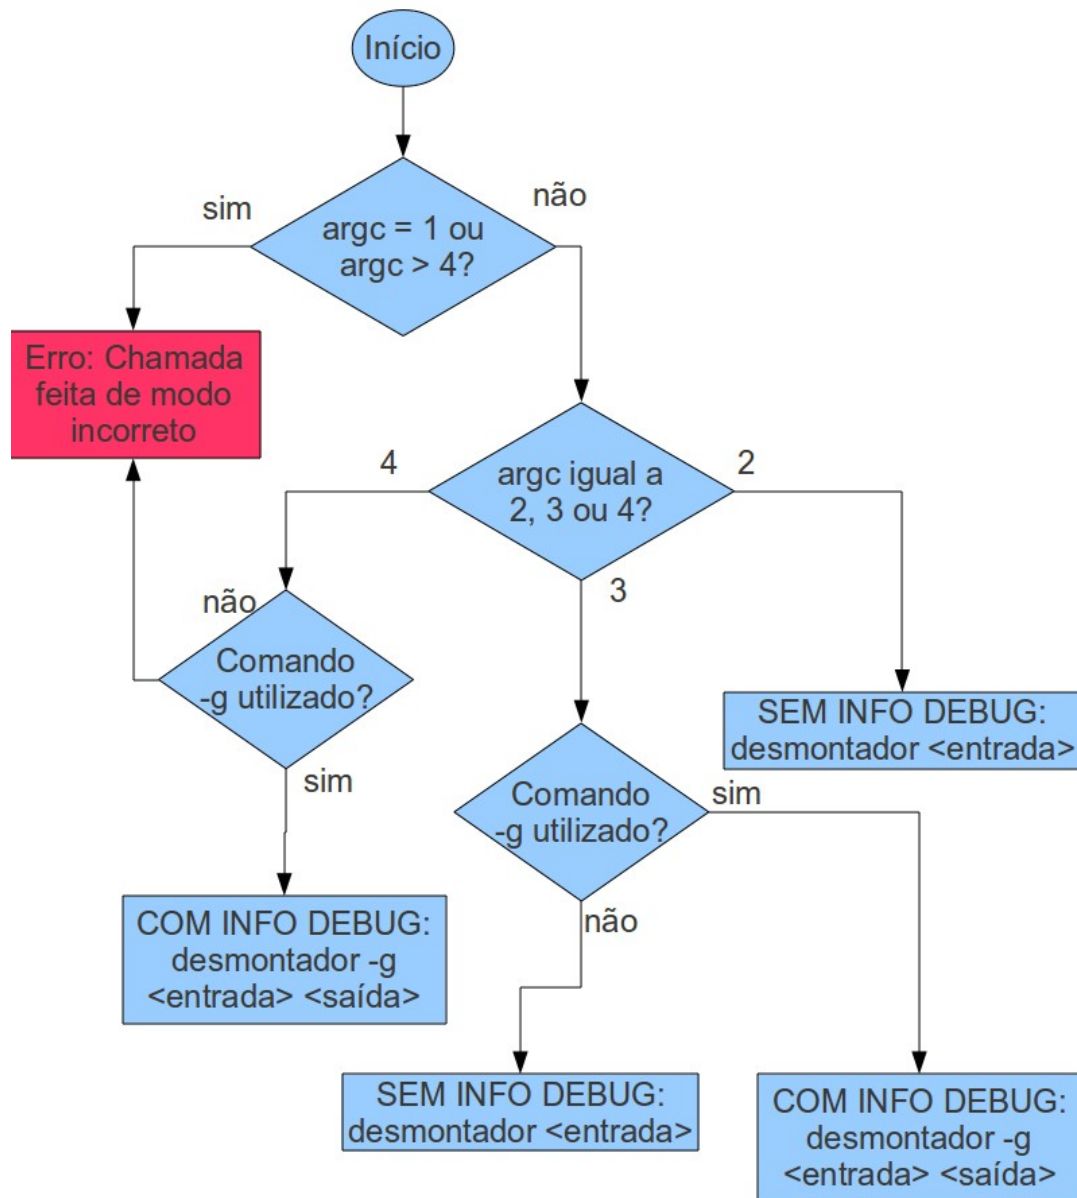 Início
sim
não
argc = 1 ou
argc > 4?
Erro: Chamada
feita de modo
incorreto
4
argc igual a
2, 3 ou 4?
2
3
não
Comando
-g utilizado?
sim
SEM INFO DEBUG:
desmontador <entrada>
Comando
-g utilizado?
sim
não
COM INFO DEBUG:
desmontador -g
<entrada> <saída>
SEM INFO DEBUG:
desmontador <entrada>
COM INFO DEBUG:
desmontador -g
<entrada> <saída>